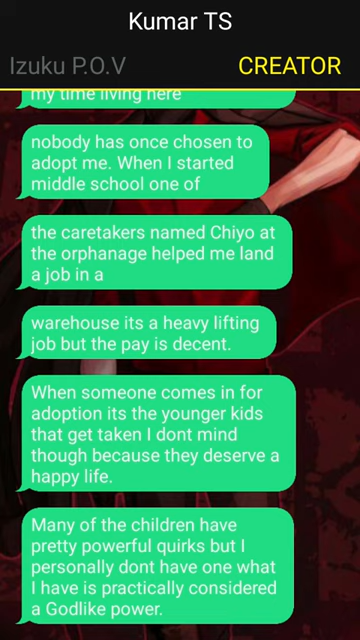 Kumar TS
Izuku P.O.V
CREATOR
my time living here
nobody has once chosen to
adopt me. When I started
middle school one of
the caretakers named Chiyo at
the orphanage helped me land
a job in a
warehouse its a heavy lifting
job but the pay is decent.
When someone comes in for
adoption its the younger kids
that get taken I dont mind
though because they deserve a
happy life.
Many of the children have
pretty powerful quirks but I
personally dont have one what
I have is practically considered
a Godlike power.